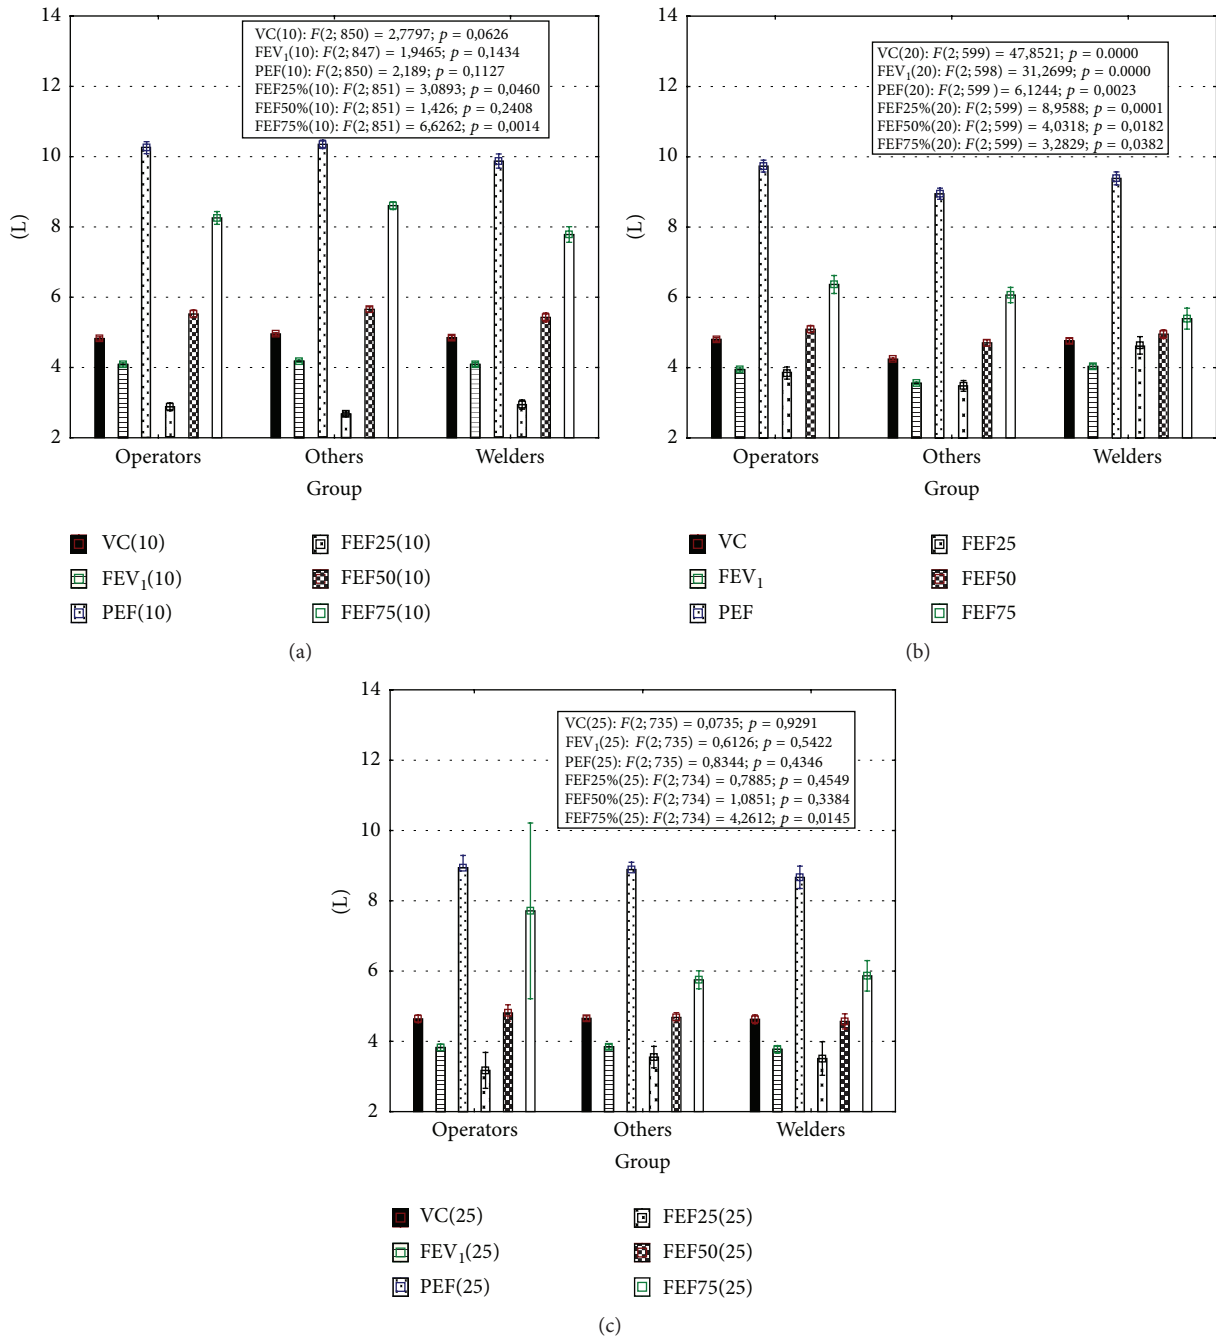 14
12
10
8
6
4
2
(L)
VC(10): F(2; 850) = 2,7797; p = 0,0626
FEV1(10): F(2; 847) = 1,9465; p = 0,1434
PEF(10): F(2; 850) = 2,189; p = 0,1127
FEF25%(10): F(2; 851) = 3,0893; p = 0,0460
FEF50%(10): F(2; 851) = 1,426; p = 0,2408
FEF75%(10): F(2; 851) = 6,6262; p = 0,0014
Operators Others Welders
Group
VC(10) FEF25(10)
FEV1(10) FEF50(10)
PEF(10) FEF75(10)
(a)
14
12
10
8
6
4
2
(L)
VC(20): F(2; 599) = 47,8521; p = 0.0000
FEV1(20): F(2; 598) = 31,2699; p = 0.0000
PEF(20): F(2; 599 ) = 6,1244; p = 0,0023
FEF25%(20): F(2; 599) = 8,9588; p = 0,0001
FEF50%(20): F(2; 599) = 4,0318; p = 0,0182
FEF75%(20): F(2; 599) = 3,2829; p = 0,0382
Operators Others Welders
Group
VC FEF25
FEV1 FEF50
PEF FEF75
(b)
14
12
10
8
6
4
2
(L)
VC(25): F(2; 735) = 0,0735; p = 0,9291
FEV1(25): F(2; 735) = 0,6126; p = 0,5422
PEF(25): F(2; 735) = 0,8344; p = 0,4346
FEF25%(25): F(2; 734) = 0,7885; p = 0,4549
FEF50%(25): F(2; 734) = 1,0851; p = 0,3384
FEF75%(25): F(2; 734) = 4,2612; p = 0,0145
Operators Others Welders
Group
VC(25) FEF25(25)
FEV1(25) FEF50(25)
PEF(25) FEF75(25)
(c)